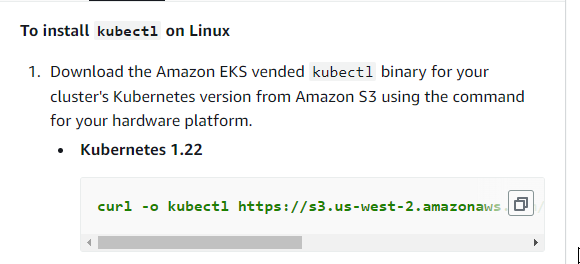 To install kubectl on Linux
1. Download the Amazon EKS vended kubectl binary for your
cluster's Kubernetes version from Amazon S3 using the command
for your hardware platform.
• Kubernetes 1.22
curl -o kubectl https://s3.us-west-2.amazonaws.